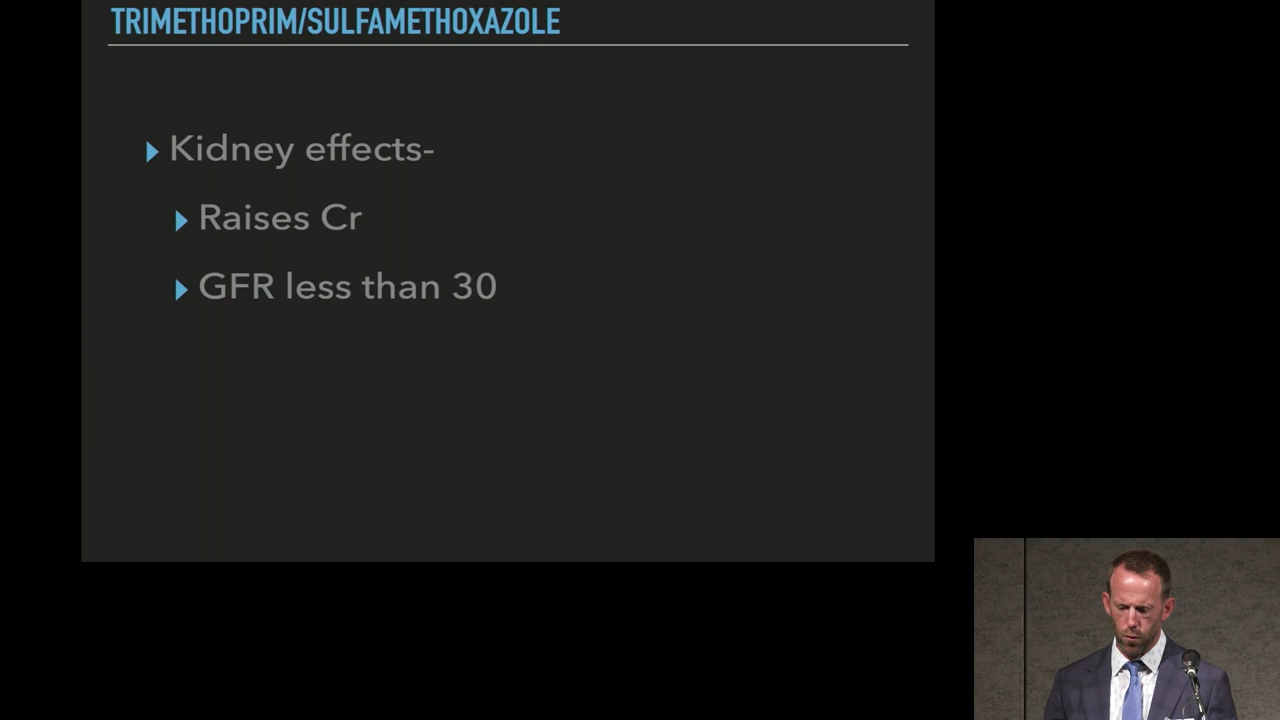 TRIMETHOPRIM/SULFAMETHOXAZOLE
Kidney effects-
Raises Cr
GFR less than 30